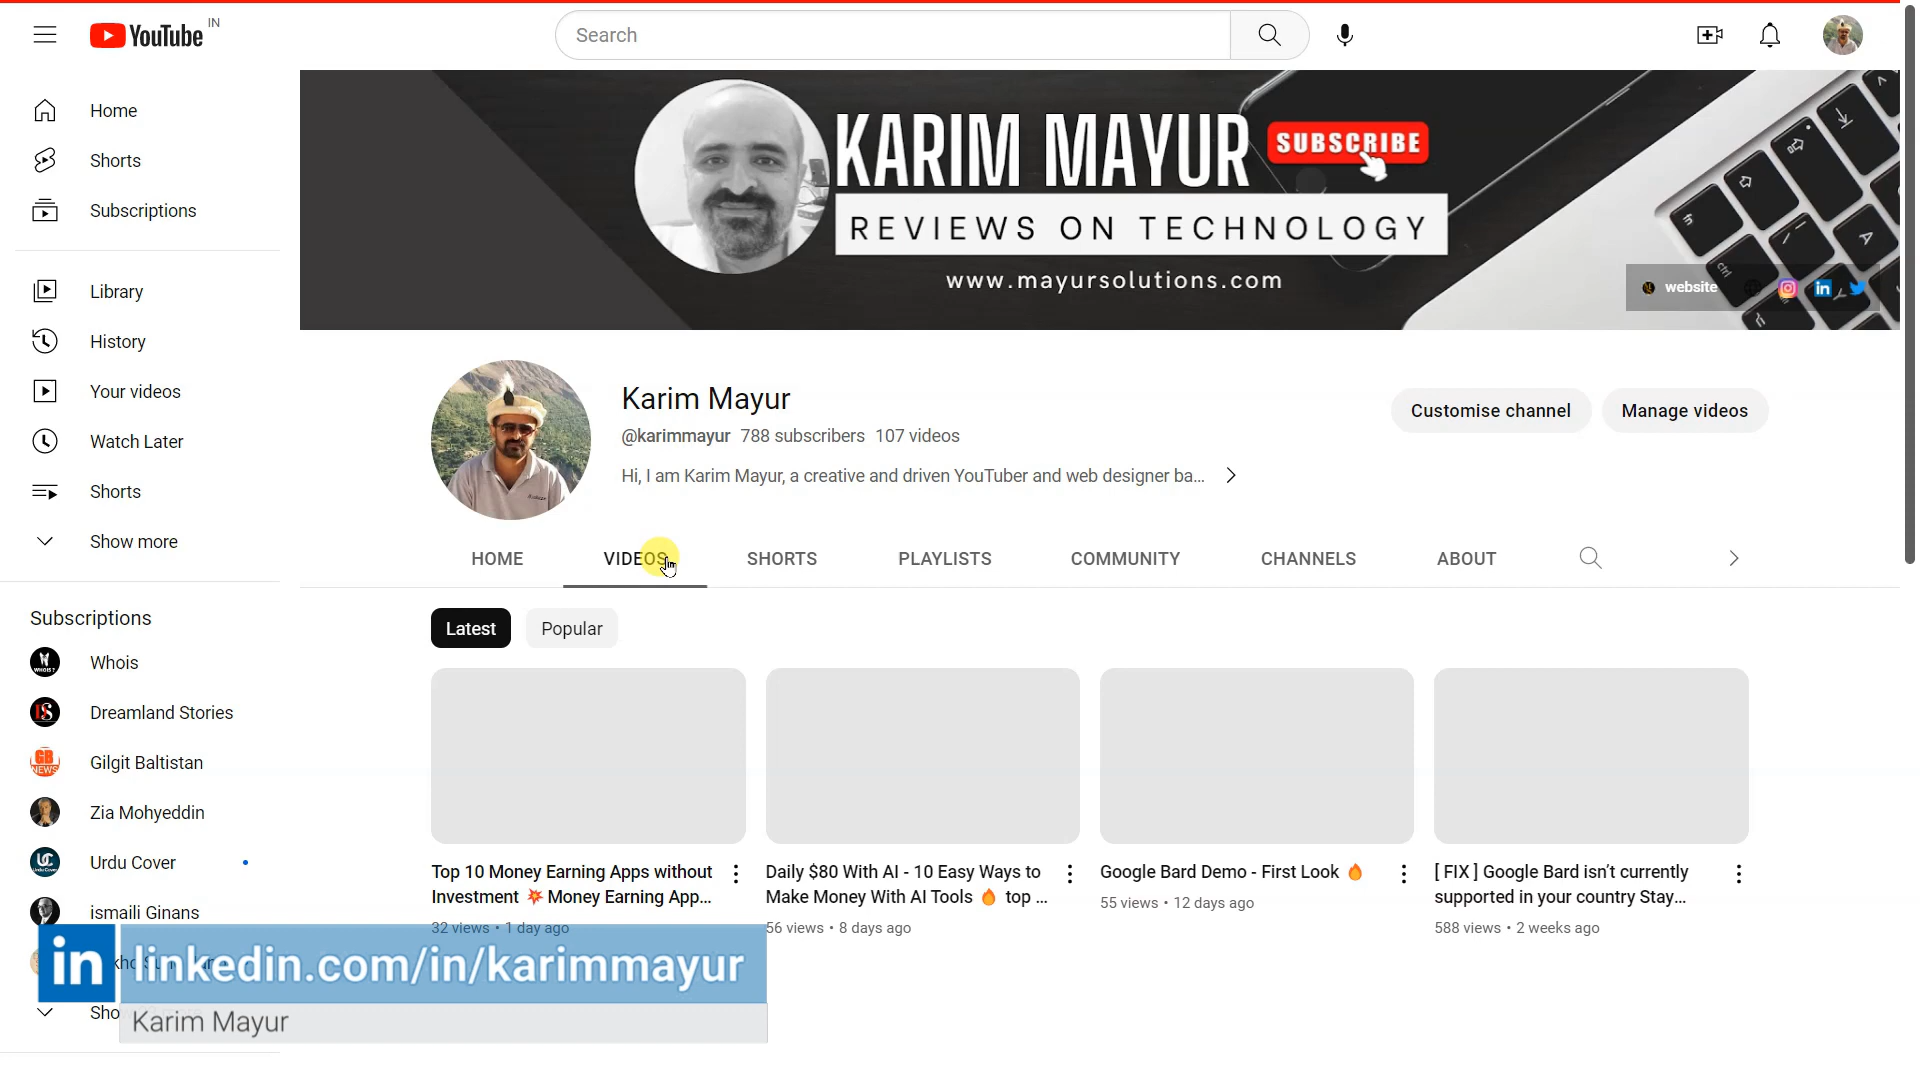 YouTube IN
Search
Home
Shorts
Subscriptions
Library
History
Your videos
Watch Later
Shorts
Show more
Subscriptions
Whois
Dreamland Stories
Gilgit Baltistan
Zia Mohyeddin
Urdu Cover
ismaili Ginans
KARIM MAYUR
SUBSCRIBE
REVIEWS ON TECHNOLOGY
www.mayursolutions.com
website
Karim Mayur
@karimmayur 788 subscribers 107 videos
Hi, I am Karim Mayur, a creative and driven YouTuber and web designer ba...
Customise channel
Manage videos
HOME
VIDEOS
SHORTS
PLAYLISTS
COMMUNITY
CHANNELS
ABOUT
Latest
Popular
Top 10 Money Earning Apps without
Investment 💥 Money Earning App...
32 views • 1 day ago
Daily $80 With AI - 10 Easy Ways to
Make Money With AI Tools 🔥 top ...
56 views • 8 days ago
Google Bard Demo - First Look 🔥
55 views • 12 days ago
[ FIX ] Google Bard isn’t currently
supported in your country Stay...
588 views • 2 weeks ago
in linkedin.com/in/karimmayur
Karim Mayur